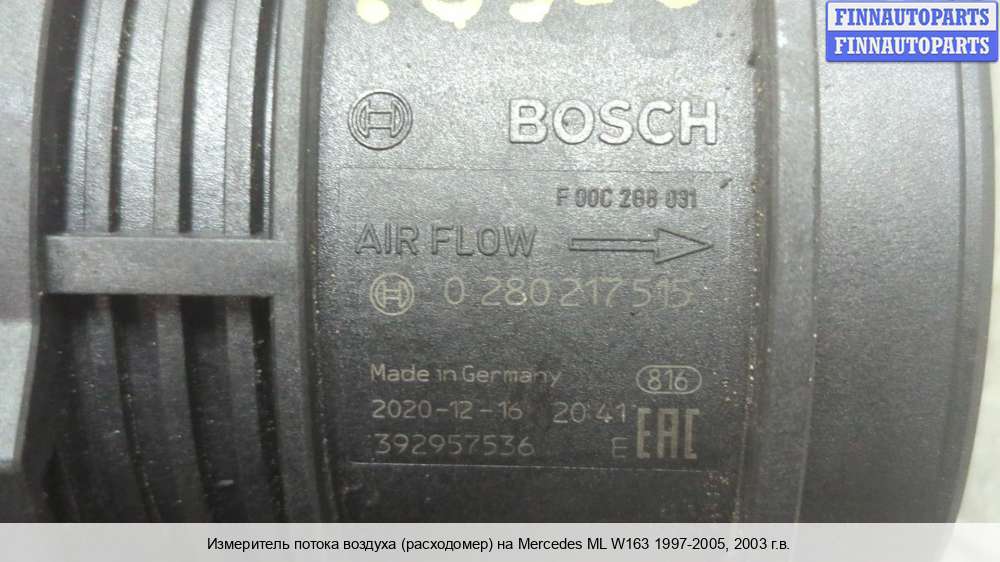 FINNAUTOPARTS
FINNAUTOPARTS
BOSCH
F 00C 2G8 031
AIR FLOW
0 280 217 515
Made in Germany 816
2020-12-16 20:41
392957536 E EAC
Измеритель потока воздуха (расходомер) на Mercedes ML W163 1997-2005, 2003 г.в.